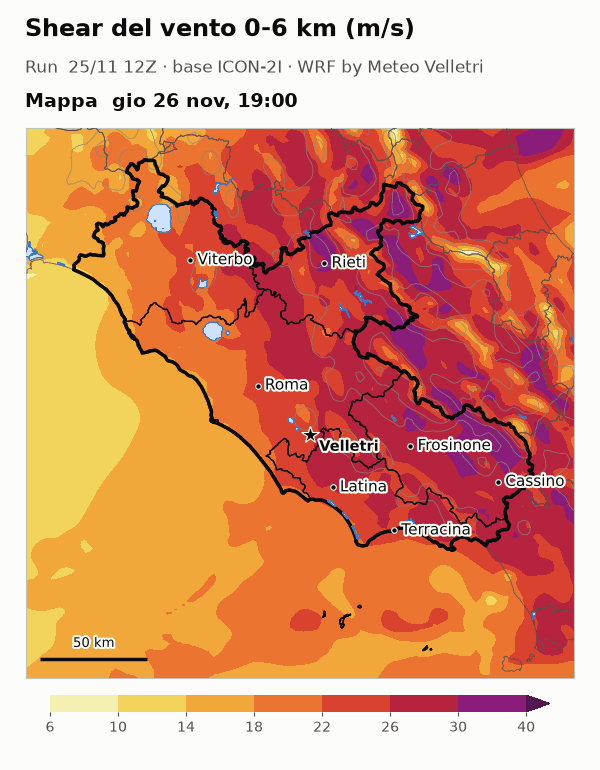 Shear del vento 0-6 km (m/s)
Run  25/11 12Z · base ICON-2I · WRF by Meteo Velletri
Mappa  gio 26 nov, 19:00
Viterbo
Rieti
Roma
Velletri
Frosinone
Cassino
Latina
Terracina
50 km
6 10 14 18 22 26 30 40